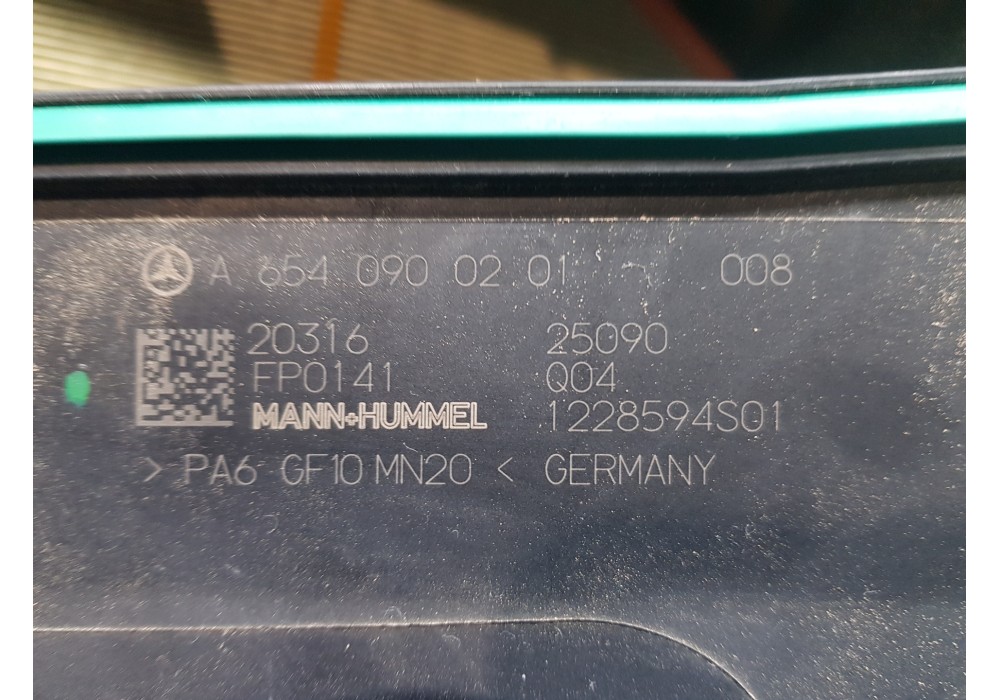 A 654 090 02 01 008
20316 25090
FP0141 Q04
MANN+HUMMEL 1228594S01
> PA6 GF10 MN20 < GERMANY